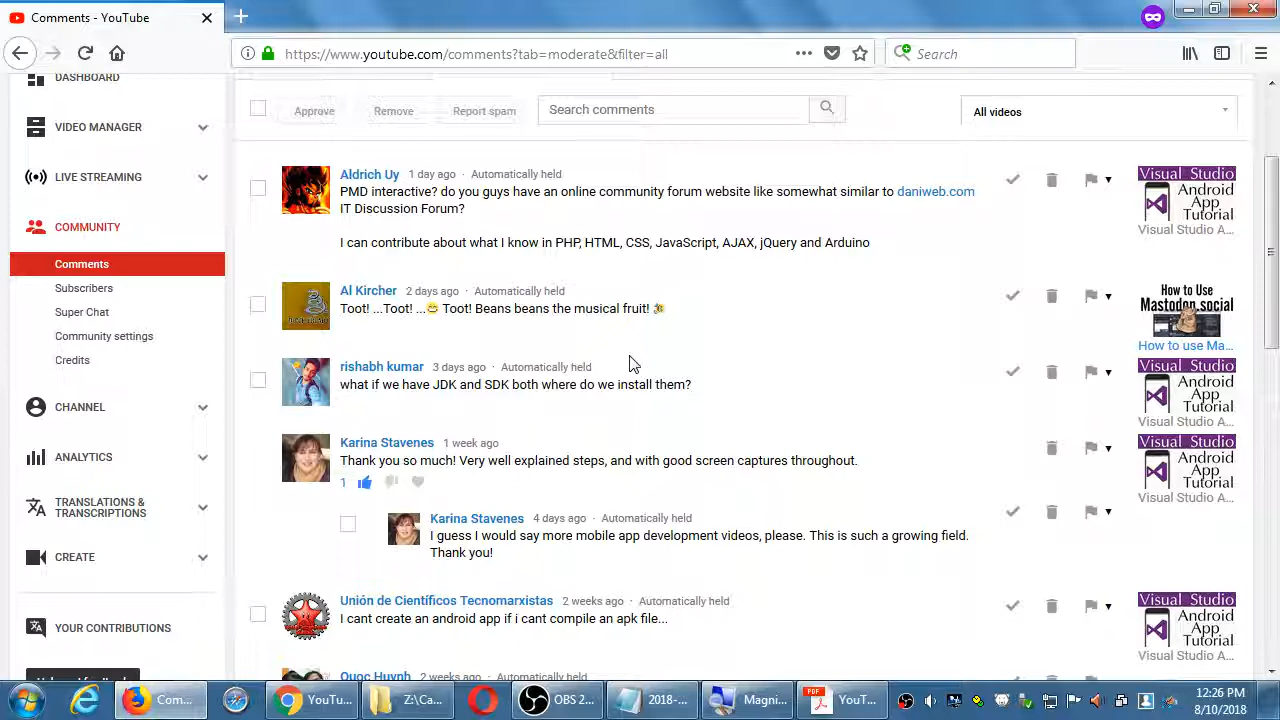 Comments - YouTube
https://www.youtube.com/comments?tab=moderate&filter=all
Search
DASHBOARD
VIDEO MANAGER
LIVE STREAMING
COMMUNITY
Comments
Subscribers
Super Chat
Community settings
Credits
CHANNEL
ANALYTICS
TRANSLATIONS &
TRANSCRIPTIONS
CREATE
YOUR CONTRIBUTIONS
Approve
Remove
Report spam
Search comments
All videos
Aldrich Uy 1 day ago · Automatically held
PMD interactive? do you guys have an online community forum website like somewhat similar to daniweb.com
IT Discussion Forum?
I can contribute about what I know in PHP, HTML, CSS, JavaScript, AJAX, jQuery and Arduino
Visual Studio
Android
App
Tutorial
Visual Studio A...
Al Kircher 2 days ago · Automatically held
Toot! ...Toot! ...😄 Toot! Beans beans the musical fruit!
How to Use
Mastodon.social
How to use Ma...
rishabh kumar 3 days ago · Automatically held
what if we have JDK and SDK both where do we install them?
Visual Studio
Android
App
Tutorial
Visual Studio A...
Karina Stavenes 1 week ago
Thank you so much! Very well explained steps, and with good screen captures throughout.
1
Visual Studio
Android
App
Tutorial
Visual Studio A...
Karina Stavenes 4 days ago · Automatically held
I guess I would say more mobile app development videos, please. This is such a growing field.
Thank you!
Unión de Científicos Tecnomarxistas 2 weeks ago · Automatically held
I cant create an android app if i cant compile an apk file...
Visual Studio
Android
App
Tutorial
Visual Studio A...
Quoc Huynh 2 weeks ago · Automatically held
Com...
YouTu...
Z:\Ca...
OBS 2...
2018-...
Magni...
PDF
YouT...
12:26 PM
8/10/2018